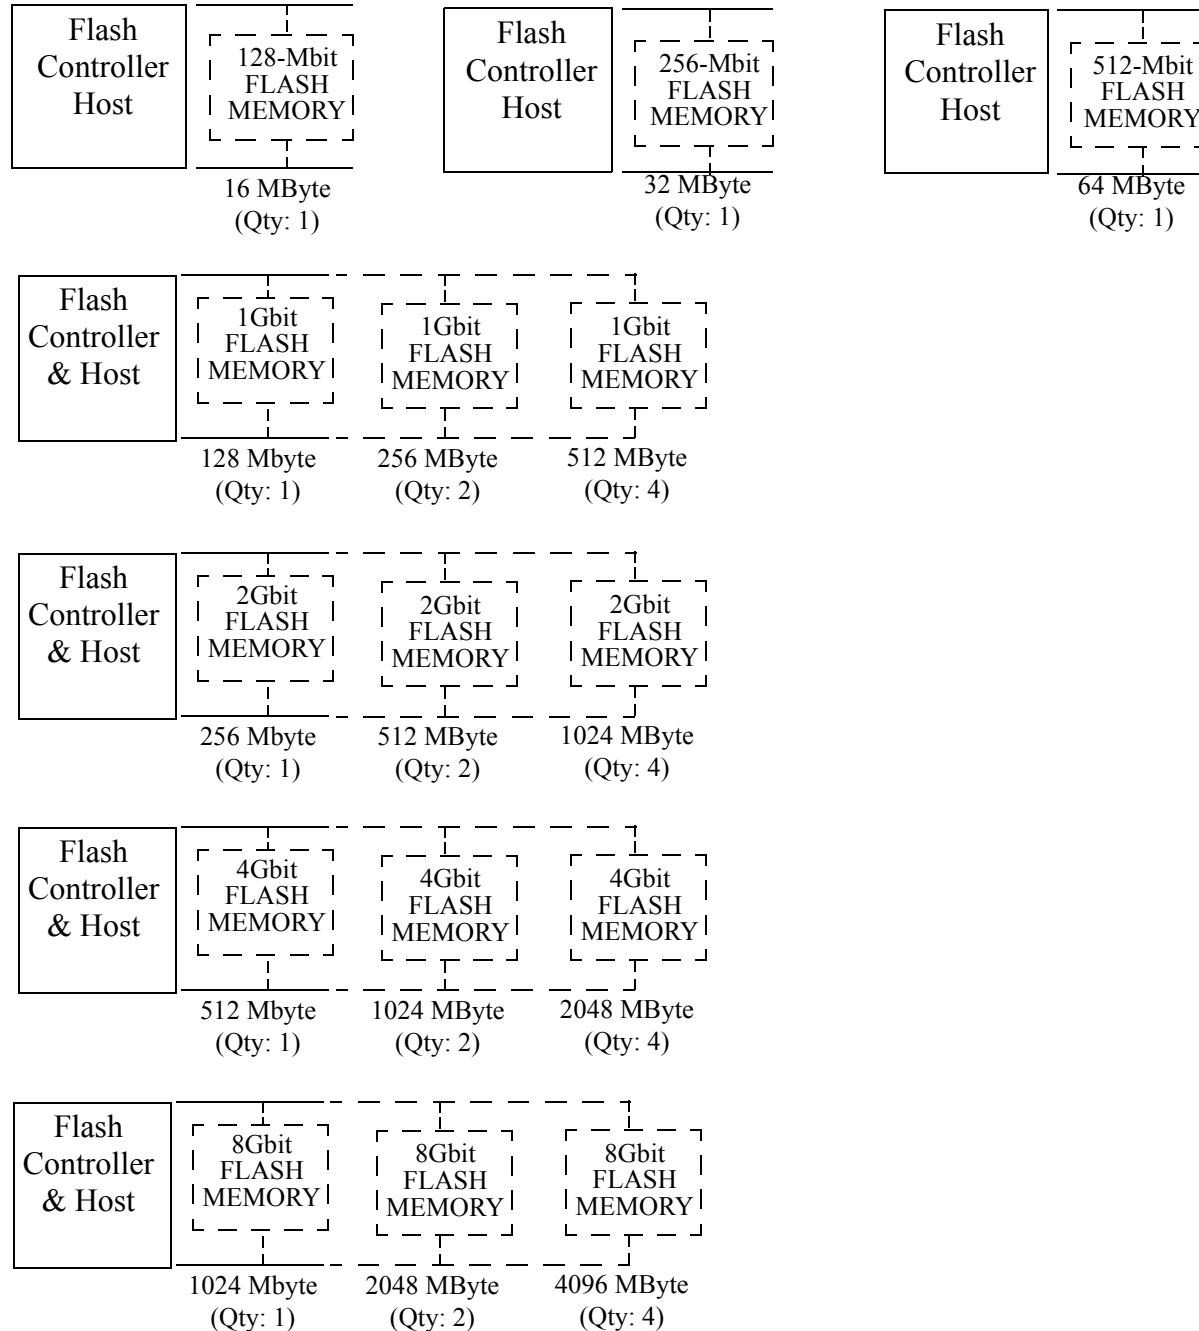 Flash
Controller
Host
128-Mbit
FLASH
MEMORY
16 MByte
(Qty: 1)
Flash
Controller
Host
256-Mbit
FLASH
MEMORY
32 MByte
(Qty: 1)
Flash
Controller
Host
512-Mbit
FLASH
MEMORY
64 MByte
(Qty: 1)
Flash
Controller
& Host
1Gbit
FLASH
MEMORY
128 Mbyte
(Qty: 1)
1Gbit
FLASH
MEMORY
256 MByte
(Qty: 2)
1Gbit
FLASH
MEMORY
512 MByte
(Qty: 4)
Flash
Controller
& Host
2Gbit
FLASH
MEMORY
256 Mbyte
(Qty: 1)
2Gbit
FLASH
MEMORY
512 MByte
(Qty: 2)
2Gbit
FLASH
MEMORY
1024 MByte
(Qty: 4)
Flash
Controller
& Host
4Gbit
FLASH
MEMORY
512 Mbyte
(Qty: 1)
4Gbit
FLASH
MEMORY
1024 MByte
(Qty: 2)
4Gbit
FLASH
MEMORY
2048 MByte
(Qty: 4)
Flash
Controller
& Host
8Gbit
FLASH
MEMORY
1024 Mbyte
(Qty: 1)
8Gbit
FLASH
MEMORY
2048 MByte
(Qty: 2)
8Gbit
FLASH
MEMORY
4096 MByte
(Qty: 4)